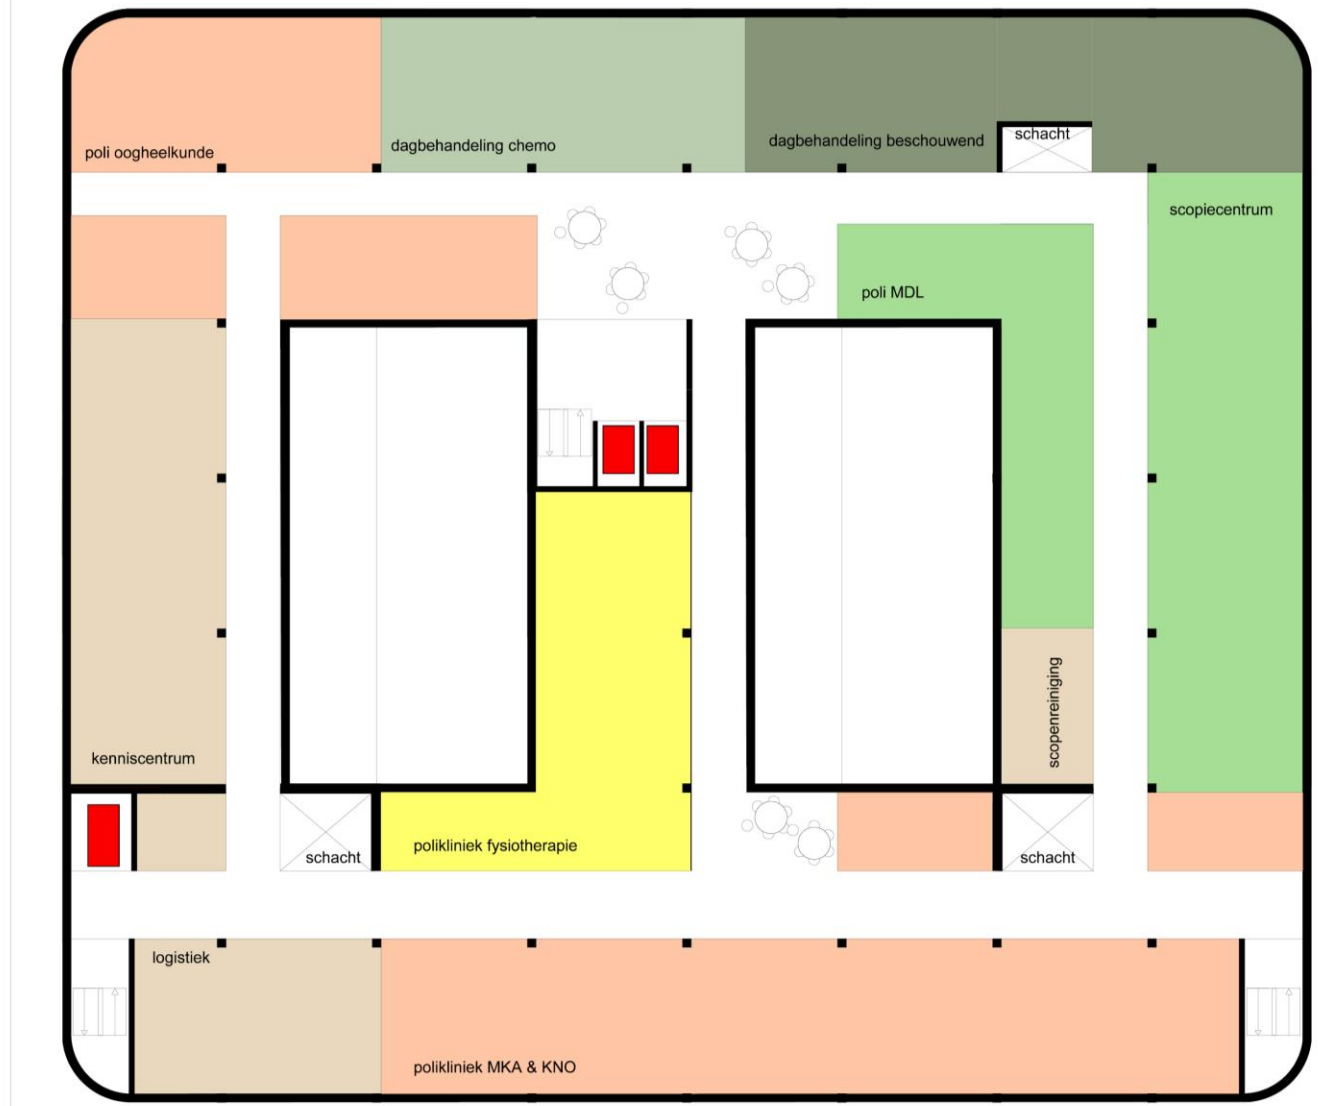 poli oogheelkunde
dagbehandeling chemo
dagbehandeling beschouwend
schacht
scopiecentrum
poli MDL
scopenreiniging
kenniscentrum
schacht
polikliniek fysiotherapie
schacht
logistiek
polikliniek MKA & KNO